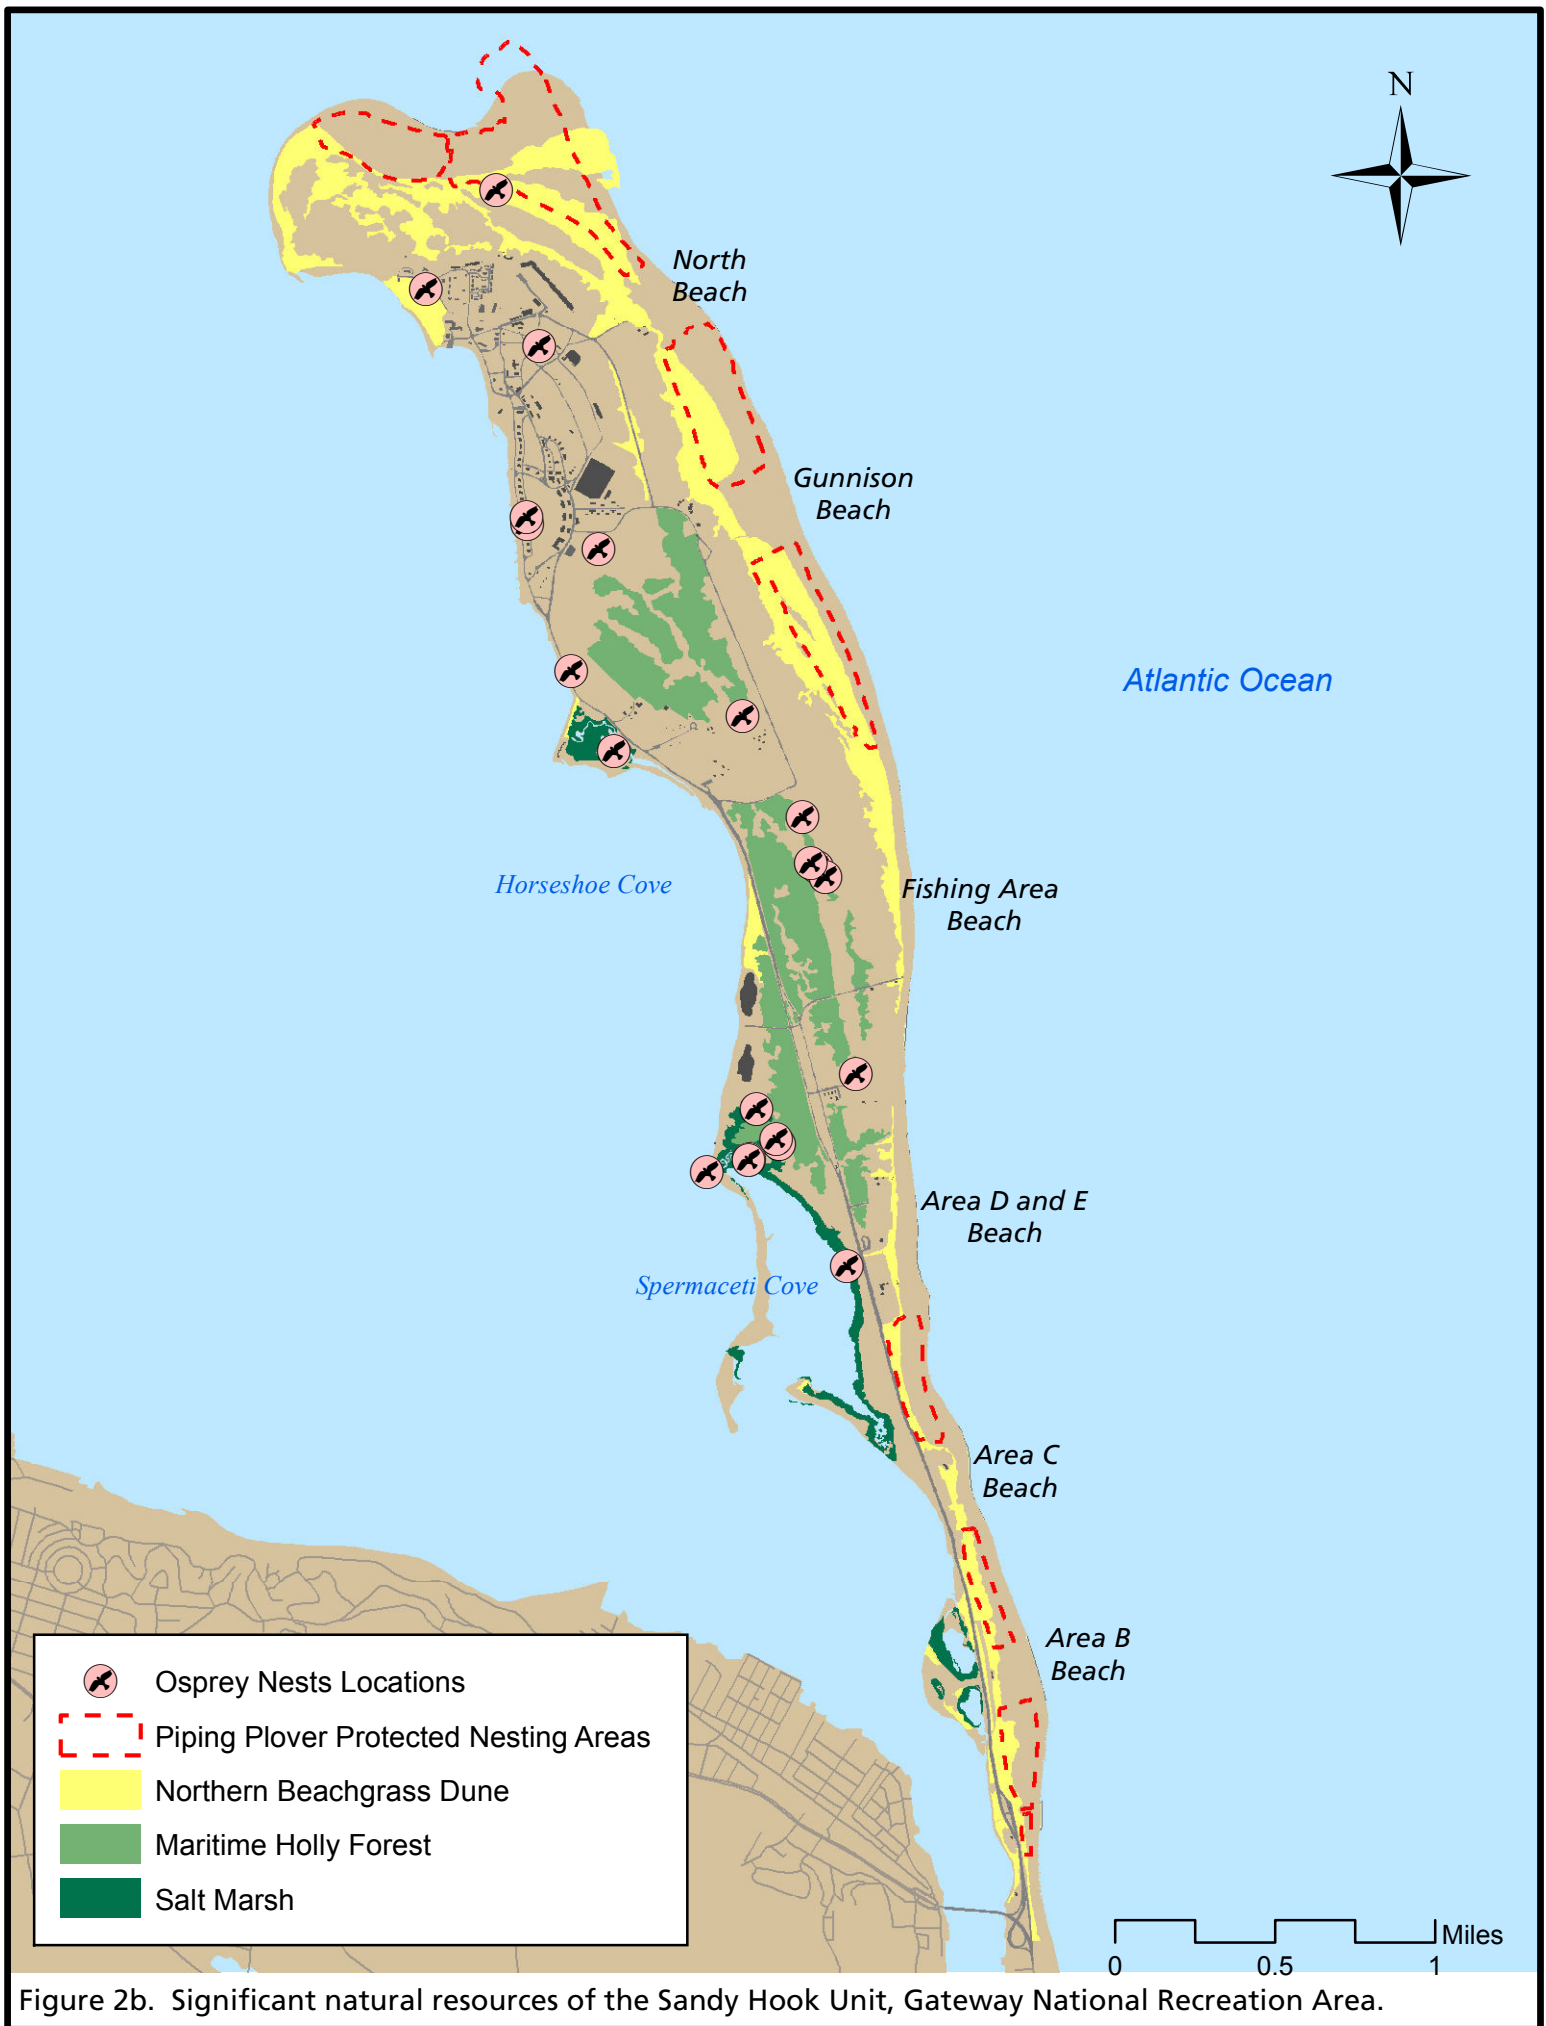 N
North
Beach
Gunnison
Beach
Atlantic Ocean
Horseshoe Cove
Fishing Area
Beach
Area D and E
Beach
Spermaceti Cove
Area C
Beach
Area B
Beach
Osprey Nests Locations
Piping Plover Protected Nesting Areas
Northern Beachgrass Dune
Maritime Holly Forest
Salt Marsh
Miles
0 0.5 1
Figure 2b. Significant natural resources of the Sandy Hook Unit, Gateway National Recreation Area.